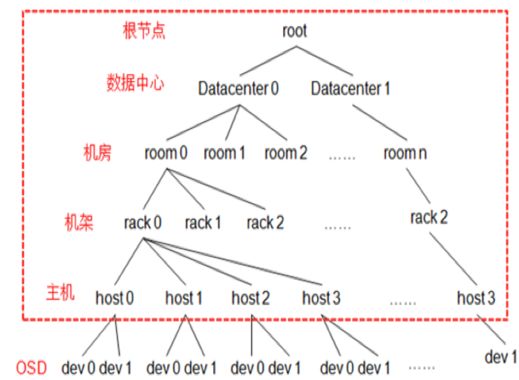 根节点 root
数据中心 Datacenter 0 Datacenter 1
机房 room 0 room 1 room 2 ...... room n
机架 rack 0 rack 1 rack 2 ...... rack 2
主机 host 0 host 1 host 2 host 3 ...... host 3
OSD dev 0 dev 1 dev 0 dev 1 dev 0 dev 1 dev 0 dev 1 ...... dev 1